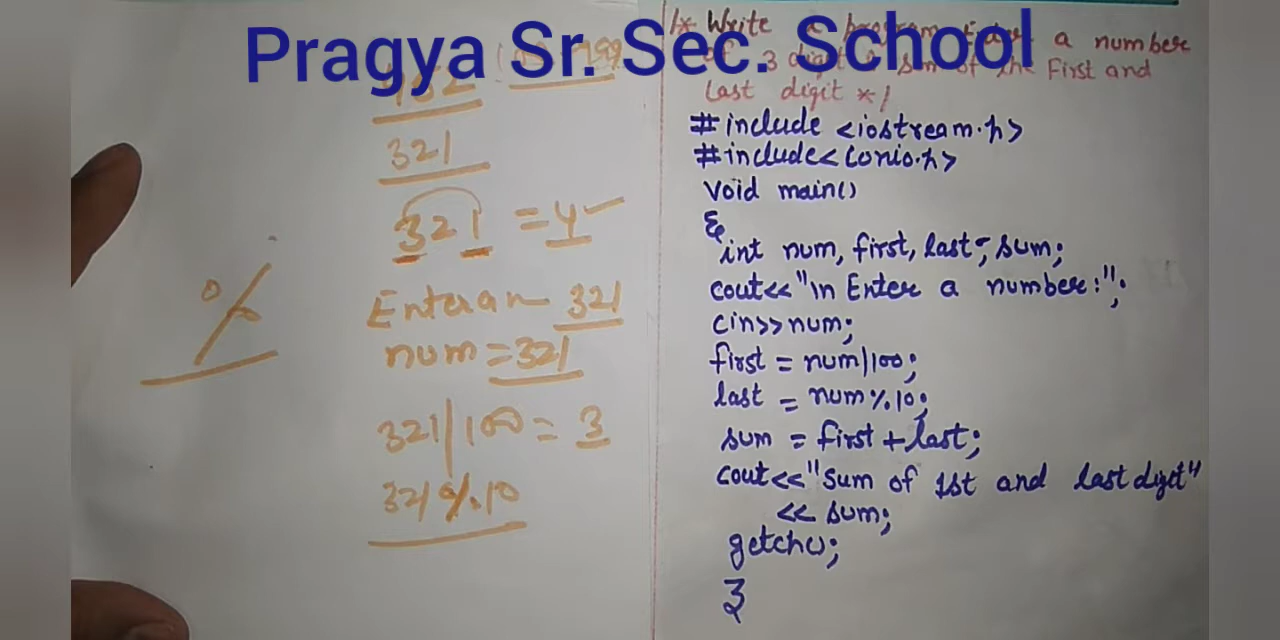 Pragya Sr. Sec. School
321
321 = 4
Enter an 321
num = 321
321/100 = 3
321 %.10
%
/* Write a program a number
of 3 digit sum of the First and
Last digit */
#include <iostream.h>
#include<conio.h>
void main()
{
int num, first, last, sum;
cout<<"\n Enter a number:";
cin>>num;
first = num/100;
last = num%.10;
sum = first + last;
cout<<"Sum of 1st and last digit"
<< sum;
getch();
}